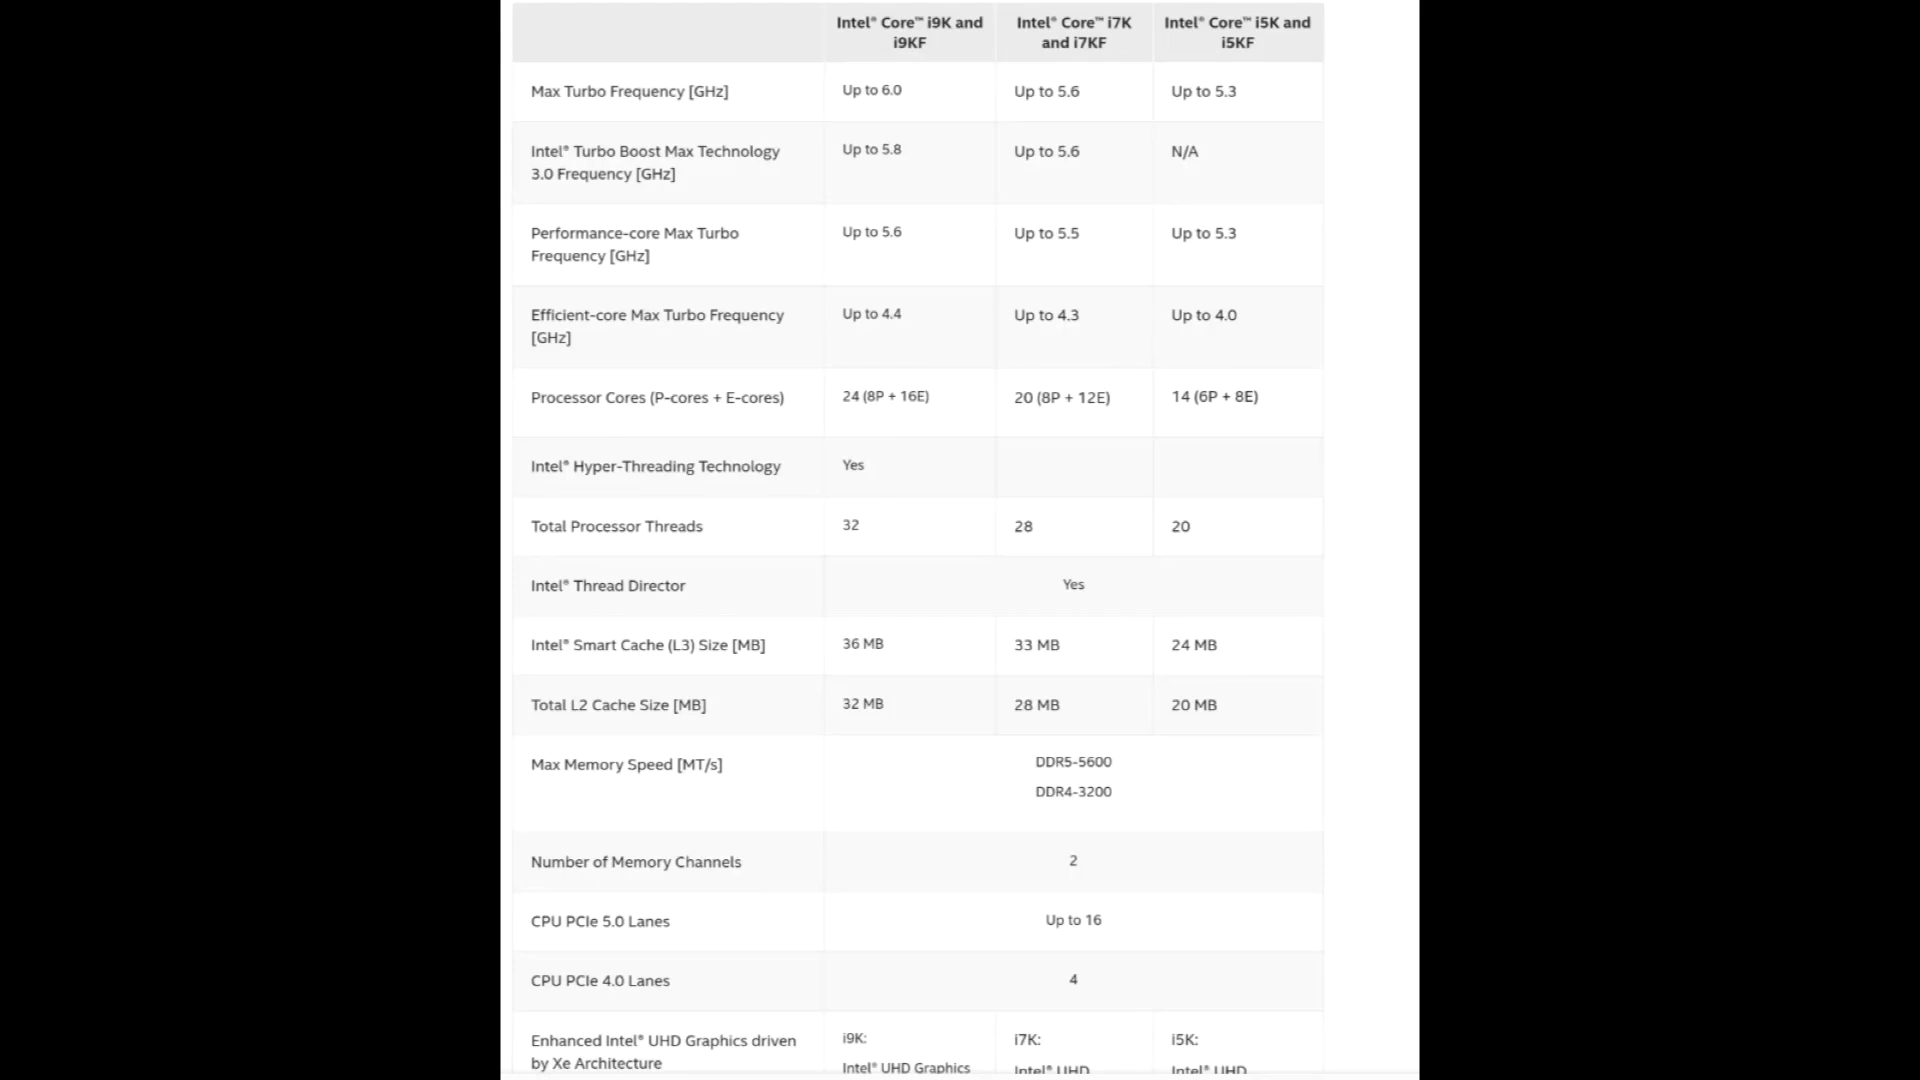 Intel® Core™ i9K and i9KF
Intel® Core™ i7K and i7KF
Intel® Core™ i5K and i5KF
Max Turbo Frequency [GHz]
Up to 6.0
Up to 5.6
Up to 5.3
Intel® Turbo Boost Max Technology
3.0 Frequency [GHz]
Up to 5.8
Up to 5.6
N/A
Performance-core Max Turbo
Frequency [GHz]
Up to 5.6
Up to 5.5
Up to 5.3
Efficient-core Max Turbo Frequency
[GHz]
Up to 4.4
Up to 4.3
Up to 4.0
Processor Cores (P-cores + E-cores)
24 (8P + 16E)
20 (8P + 12E)
14 (6P + 8E)
Intel® Hyper-Threading Technology
Yes
Total Processor Threads
32
28
20
Intel® Thread Director
Yes
Intel® Smart Cache (L3) Size [MB]
36 MB
33 MB
24 MB
Total L2 Cache Size [MB]
32 MB
28 MB
20 MB
Max Memory Speed [MT/s]
DDR5-5600
DDR4-3200
Number of Memory Channels
2
CPU PCIe 5.0 Lanes
Up to 16
CPU PCIe 4.0 Lanes
4
Enhanced Intel® UHD Graphics driven
by Xe Architecture
i9K:
Intel® UHD Graphics
i7K:
Intel® UHD
i5K:
Intel® UHD